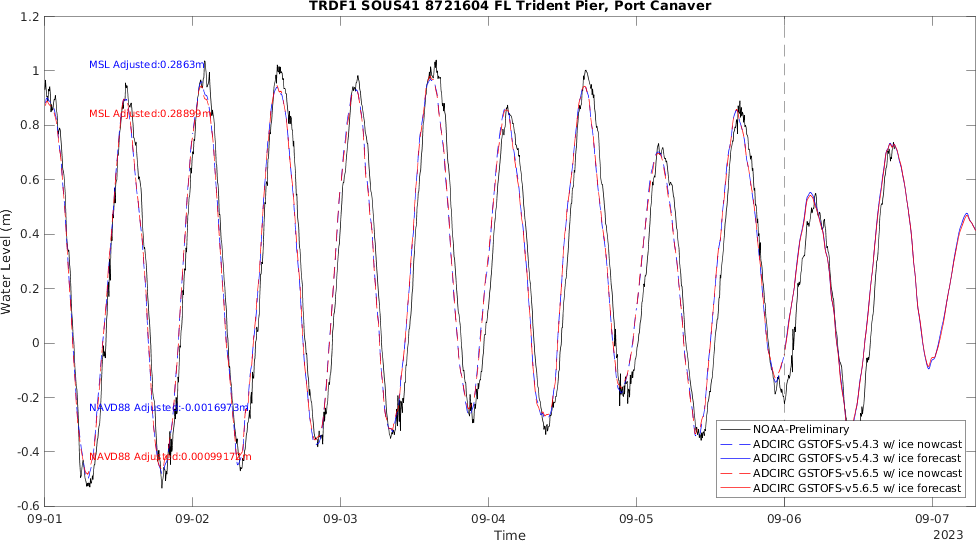 TRDF1 SOUS41 8721604 FL Trident Pier, Port Canaver
1.2
1
0.8
0.6
0.4
0.2
0
-0.2
-0.4
-0.6
Water Level (m)
MSL Adjusted:0.2863m
MSL Adjusted:0.28899m
NAVD88 Adjusted:-0.0016973m
NAVD88 Adjusted:0.00099172m
NOAA-Preliminary
ADCIRC GSTOFS-v5.4.3 w/ ice nowcast
ADCIRC GSTOFS-v5.4.3 w/ ice forecast
ADCIRC GSTOFS-v5.6.5 w/ ice nowcast
ADCIRC GSTOFS-v5.6.5 w/ ice forecast
09-01 09-02 09-03 09-04 09-05 09-06 09-07
Time
2023